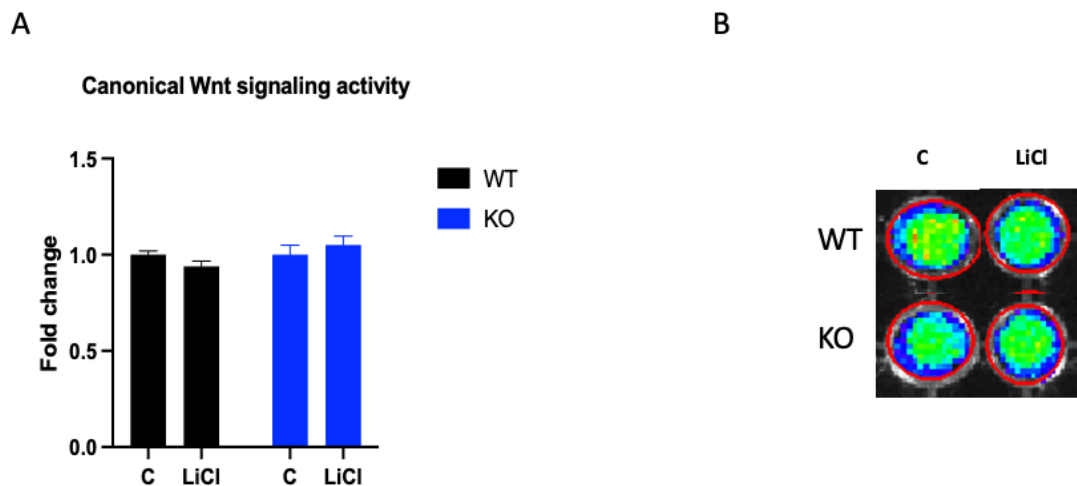 A
Canonical Wnt signaling activity
1.5
1.0
0.5
0.0
Fold change
C
LiCl
C
LiCl
WT
KO
B
C
LiCl
WT
KO